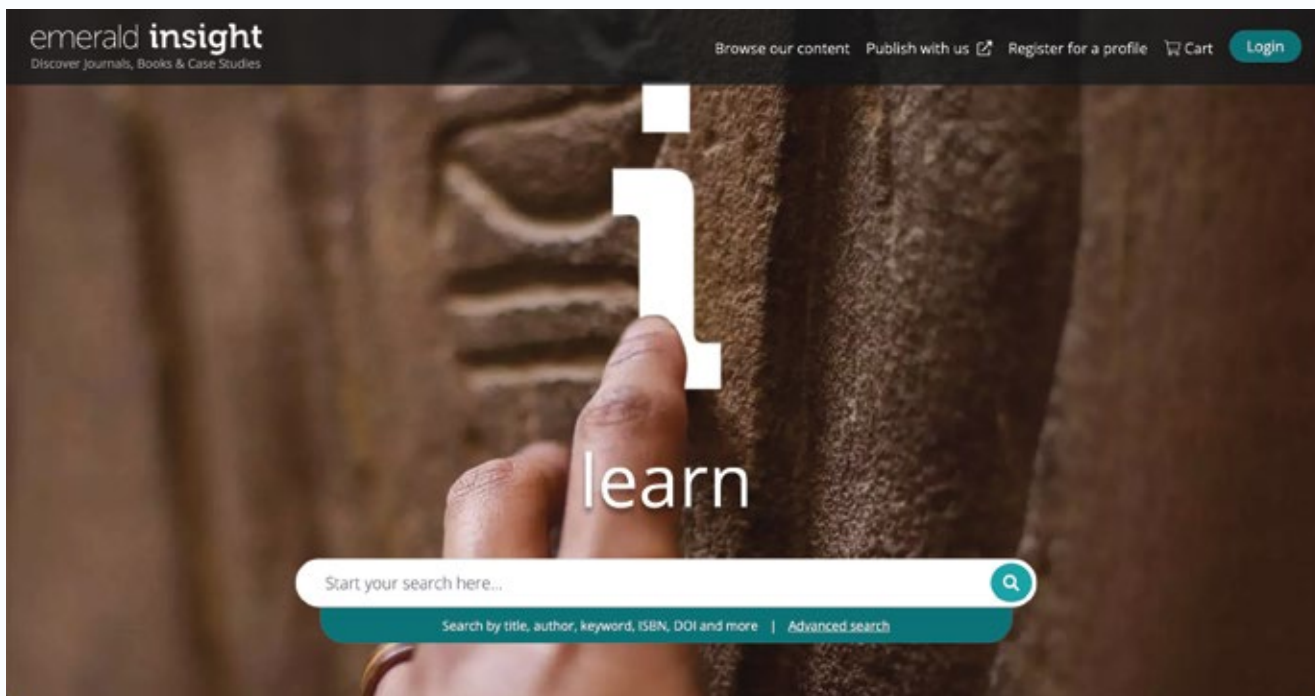 emerald insight
Discover Journals, Books & Case Studies
Browse our content Publish with us Register for a profile Cart Login
i
learn
Start your search here...
Search by title, author, keyword, ISBN, DOI and more | Advanced search